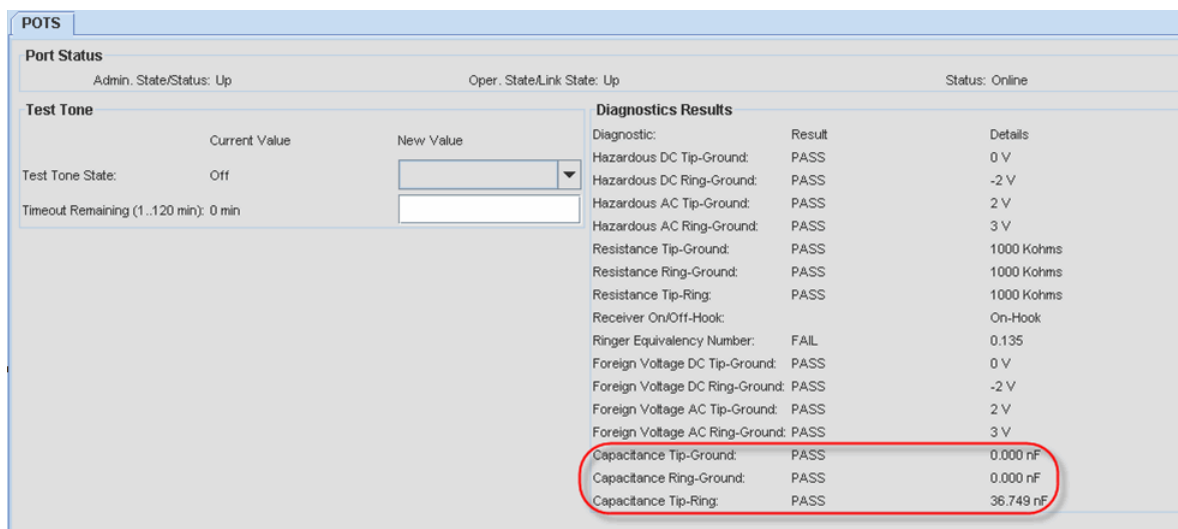 POTS
Port Status
Admin. State/Status: Up Oper. State/Link State: Up Status: Online
Test Tone
Current Value New Value
Test Tone State: Off
Timeout Remaining (1..120 min): 0 min
Diagnostics Results
Diagnostic: Result Details
Hazardous DC Tip-Ground: PASS 0 V
Hazardous DC Ring-Ground: PASS -2 V
Hazardous AC Tip-Ground: PASS 2 V
Hazardous AC Ring-Ground: PASS 3 V
Resistance Tip-Ground: PASS 1000 Kohms
Resistance Ring-Ground: PASS 1000 Kohms
Resistance Tip-Ring: PASS 1000 Kohms
Receiver On/Off-Hook: On-Hook
Ringer Equivalency Number: FAIL 0.135
Foreign Voltage DC Tip-Ground: PASS 0 V
Foreign Voltage DC Ring-Ground: PASS -2 V
Foreign Voltage AC Tip-Ground: PASS 2 V
Foreign Voltage AC Ring-Ground: PASS 3 V
Capacitance Tip-Ground: PASS 0.000 nF
Capacitance Ring-Ground: PASS 0.000 nF
Capacitance Tip-Ring: PASS 36.749 nF